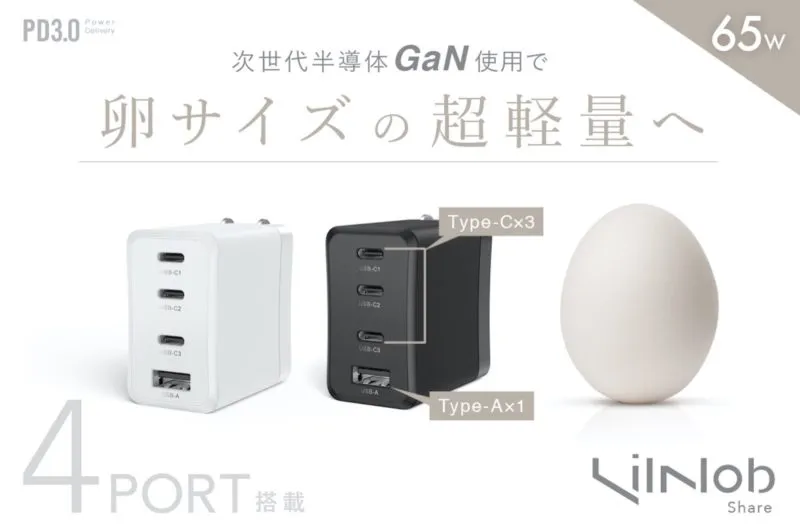 PD3.0 Power Delivery
65W
次世代半導体GaN使用で
卵サイズの超軽量へ
Type-C×3
USB-C1
USB-C1
USB-C2
USB-C2
USB-C3
USB-C3
USB-A
USB-A
Type-A×1
4PORT搭載
LilNob
Share